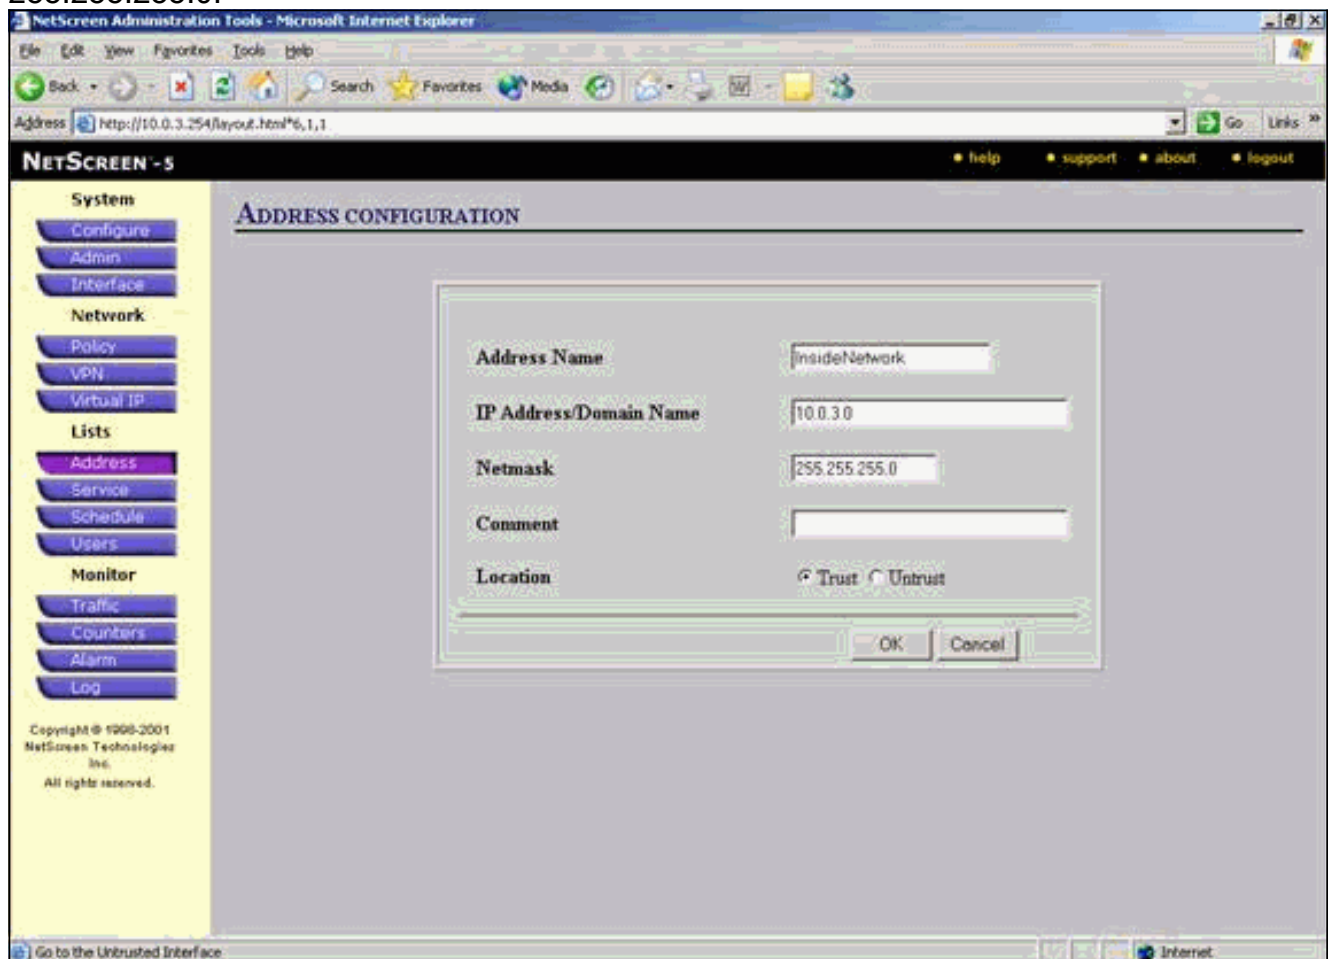 255.255.255.0.
NetScreen Administration Tools - Microsoft Internet Explorer
File Edit View Favorites Tools Help
Back Search Favorites Media
Address http://10.0.3.254/layout.html*6,1,1 Go Links »
NETSCREEN-5 help support about logout
System
Configure
Admin
Interface
Network
Policy
VPN
Virtual IP
Lists
Address
Service
Schedule
Users
Monitor
Traffic
Counters
Alarm
Log
Copyright © 1998-2001
NetScreen Technologies
Inc.
All rights reserved.
ADDRESS CONFIGURATION
Address Name InsideNetwork
IP Address/Domain Name 10.0.3.0
Netmask 255.255.255.0
Comment
Location Trust Untrust
OK Cancel
Go to the Untrusted Interface Internet